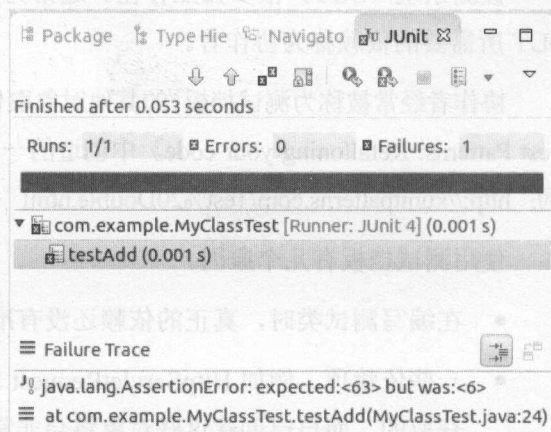 Package Type Hie Navigato JUnit
Finished after 0.053 seconds
Runs: 1/1 Errors: 0 Failures: 1
com.example.MyClassTest [Runner: JUnit 4] (0.001 s)
testAdd (0.001 s)
Failure Trace
java.lang.AssertionError: expected:<63> but was:<6>
at com.example.MyClassTest.testAdd(MyClassTest.java:24)